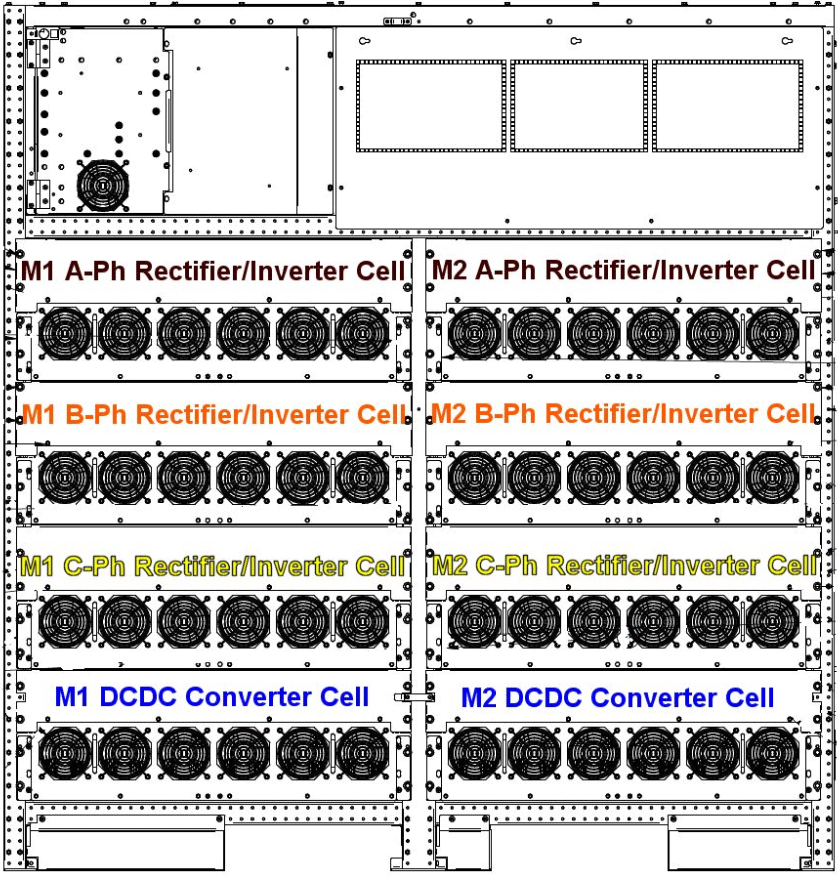 M1 A-Ph Rectifier/Inverter Cell
M2 A-Ph Rectifier/Inverter Cell
M1 B-Ph Rectifier/Inverter Cell
M2 B-Ph Rectifier/Inverter Cell
M1 C-Ph Rectifier/Inverter Cell
M2 C-Ph Rectifier/Inverter Cell
M1 DCDC Converter Cell
M2 DCDC Converter Cell